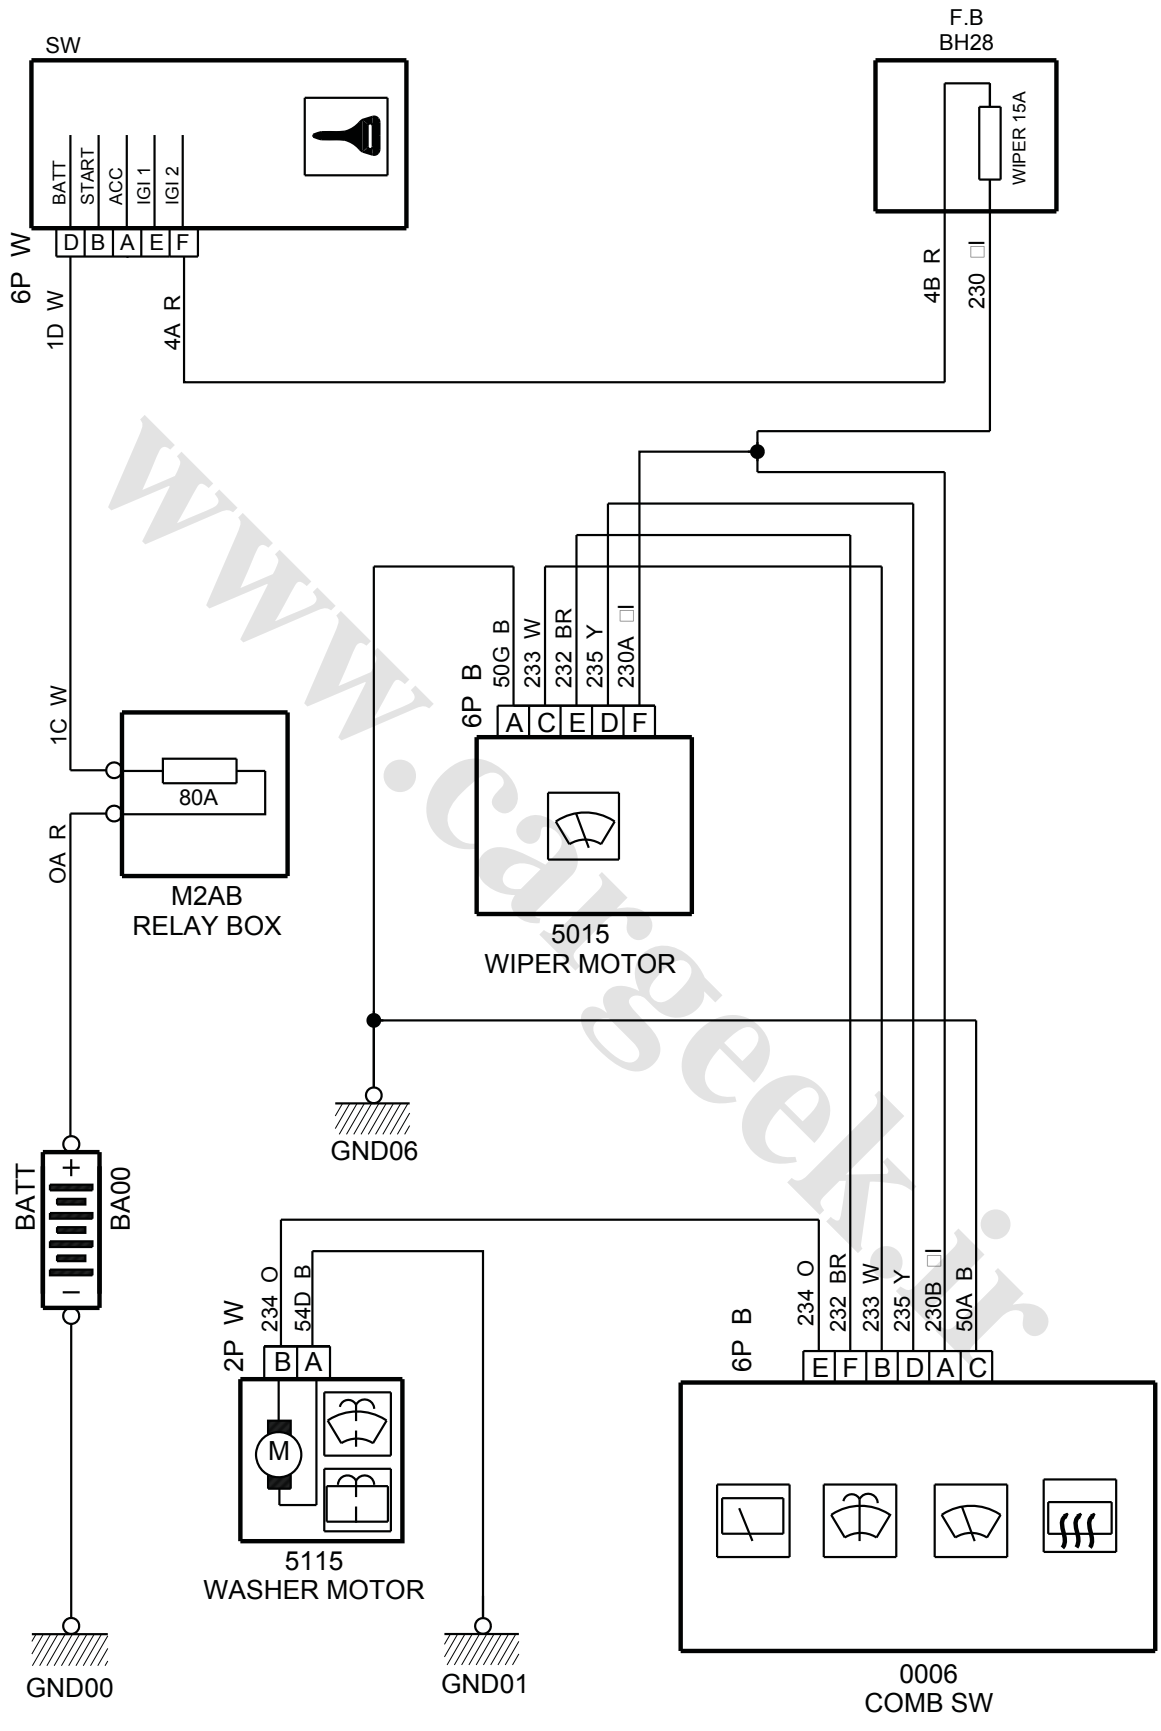 SW
F.B
BH28
WIPER 15A
BATT
START
ACC
IGI 1
IGI 2
D B A E F
6P W
1D W
4A R
4B R
230 □I
50G B
233 W
232 BR
235 Y
230A □I
6P B
A C E D F
1C W
80A
OA R
M2AB
RELAY BOX
5015
WIPER MOTOR
GND06
BATT
+
-
BA00
234 O
54D B
2P W
B A
M
5115
WASHER MOTOR
234 O
232 BR
233 W
235 Y
230B □I
50A B
6P B
E F B D A C
0006
COMB SW
GND00
GND01
www.cargeek.ir